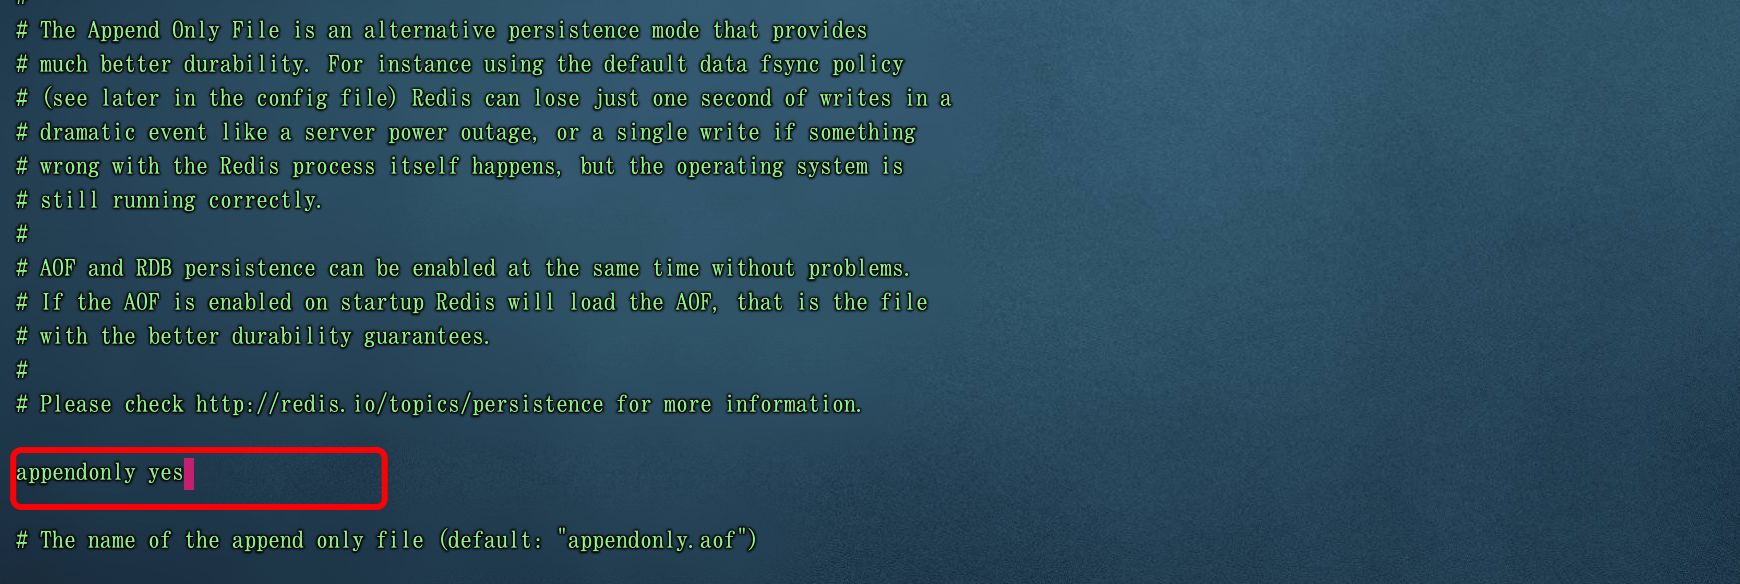 #
# The Append Only File is an alternative persistence mode that provides
# much better durability. For instance using the default data fsync policy
# (see later in the config file) Redis can lose just one second of writes in a
# dramatic event like a server power outage, or a single write if something
# wrong with the Redis process itself happens, but the operating system is
# still running correctly.
#
# AOF and RDB persistence can be enabled at the same time without problems.
# If the AOF is enabled on startup Redis will load the AOF, that is the file
# with the better durability guarantees.
#
# Please check http://redis.io/topics/persistence for more information.
appendonly yes
# The name of the append only file (default: "appendonly.aof")